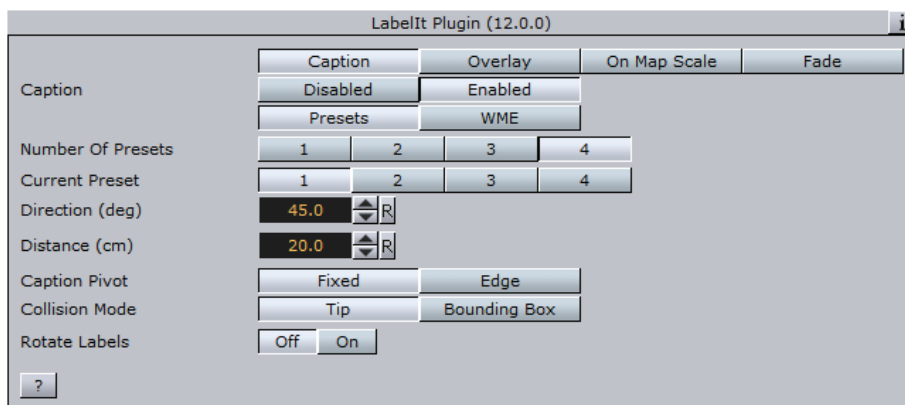 LabelIt Plugin (12.0.0) i
Caption Overlay On Map Scale Fade
Caption Disabled Enabled
Presets WME
Number Of Presets 1 2 3 4
Current Preset 1 2 3 4
Direction (deg) 45.0 R
Distance (cm) 20.0 R
Caption Pivot Fixed Edge
Collision Mode Tip Bounding Box
Rotate Labels Off On
?